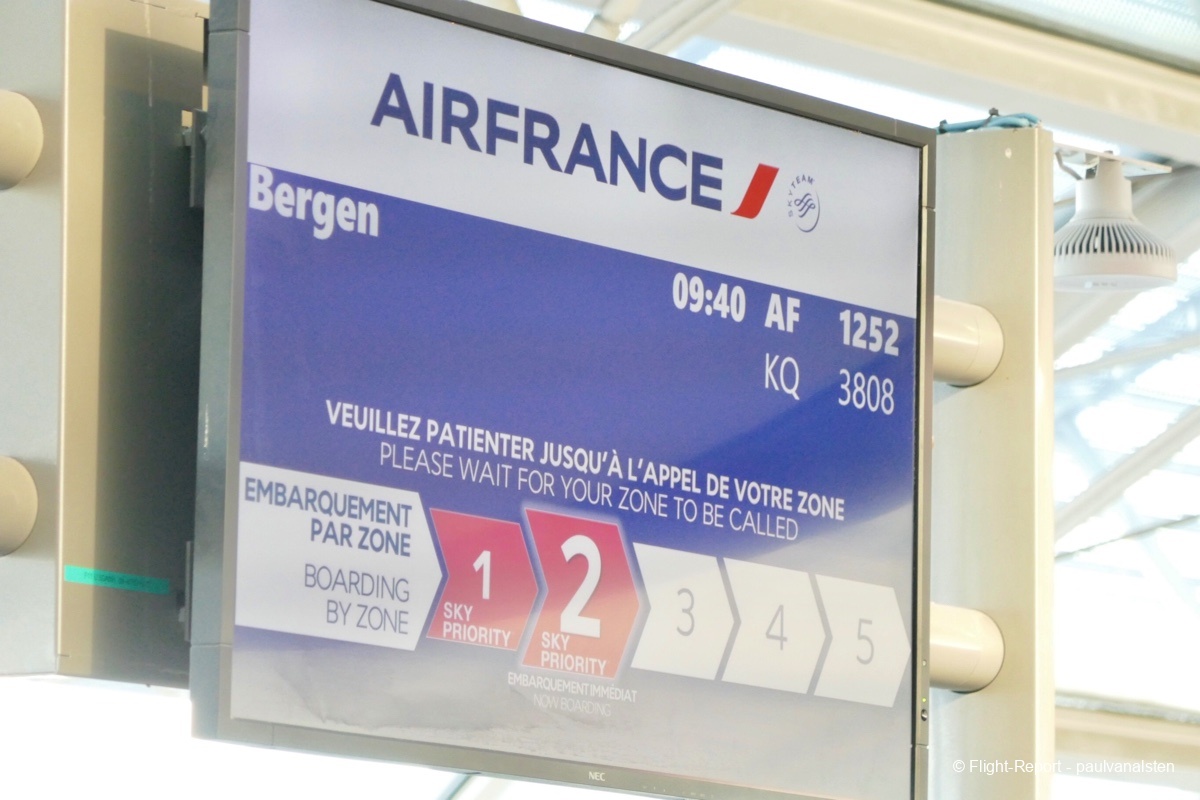 AIRFRANCE
SKYTEAM
Bergen
09:40 AF 1252
KQ 3808
VEUILLEZ PATIENTER JUSQU'À L'APPEL DE VOTRE ZONE
PLEASE WAIT FOR YOUR ZONE TO BE CALLED
EMBARQUEMENT
PAR ZONE
BOARDING
BY ZONE
1
SKY
PRIORITY
2
SKY
PRIORITY
3
4
5
EMBARQUEMENT IMMÉDIAT
NOW BOARDING
NEC
© Flight-Report - paulvanalsten